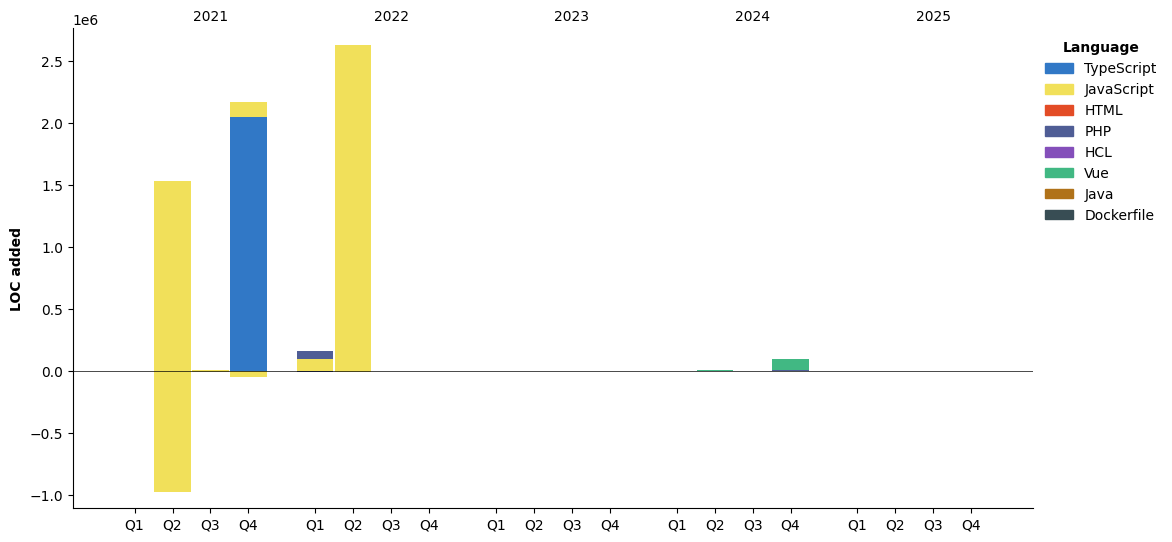 1e6
2021 2022 2023 2024 2025
Language
TypeScript
JavaScript
HTML
PHP
HCL
Vue
Java
Dockerfile
LOC added
2.5
2.0
1.5
1.0
0.5
0.0
−0.5
−1.0
Q1 Q2 Q3 Q4 Q1 Q2 Q3 Q4 Q1 Q2 Q3 Q4 Q1 Q2 Q3 Q4 Q1 Q2 Q3 Q4